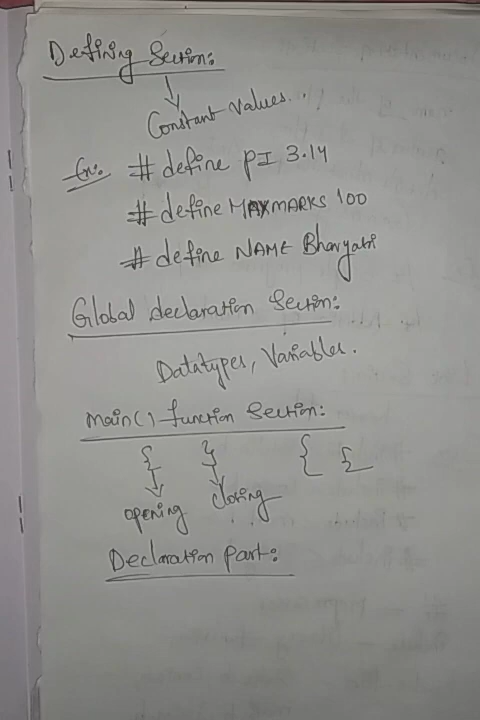 Defining Section:
Constant values...
Ex:. # define PI 3.14
# define MAXMARKS 100
# define NAME Bhavyasri
Global declaration Section:
Datatypes, Variables.
Main() function Section:
{ } {
opening closing
Declaration part: